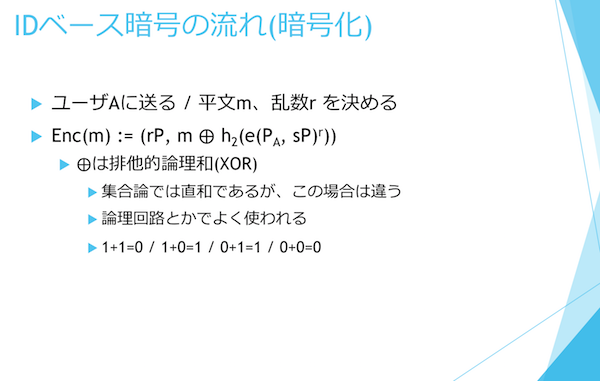 IDベース暗号の流れ(暗号化)
ユーザAに送る / 平文m、乱数r を決める
Enc(m) := (rP, m ⊕ h₂(e(P_A, sP)ʳ))
⊕は排他的論理和(XOR)
集合論では直和であるが、この場合は違う
論理回路とかでよく使われる
1+1=0 / 1+0=1 / 0+1=1 / 0+0=0